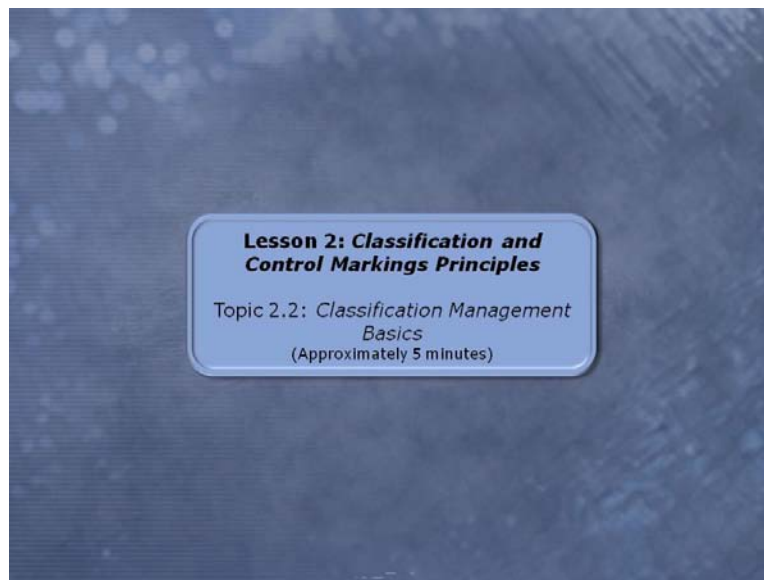 Lesson 2: Classification and
Control Markings Principles
Topic 2.2: Classification Management
Basics
(Approximately 5 minutes)